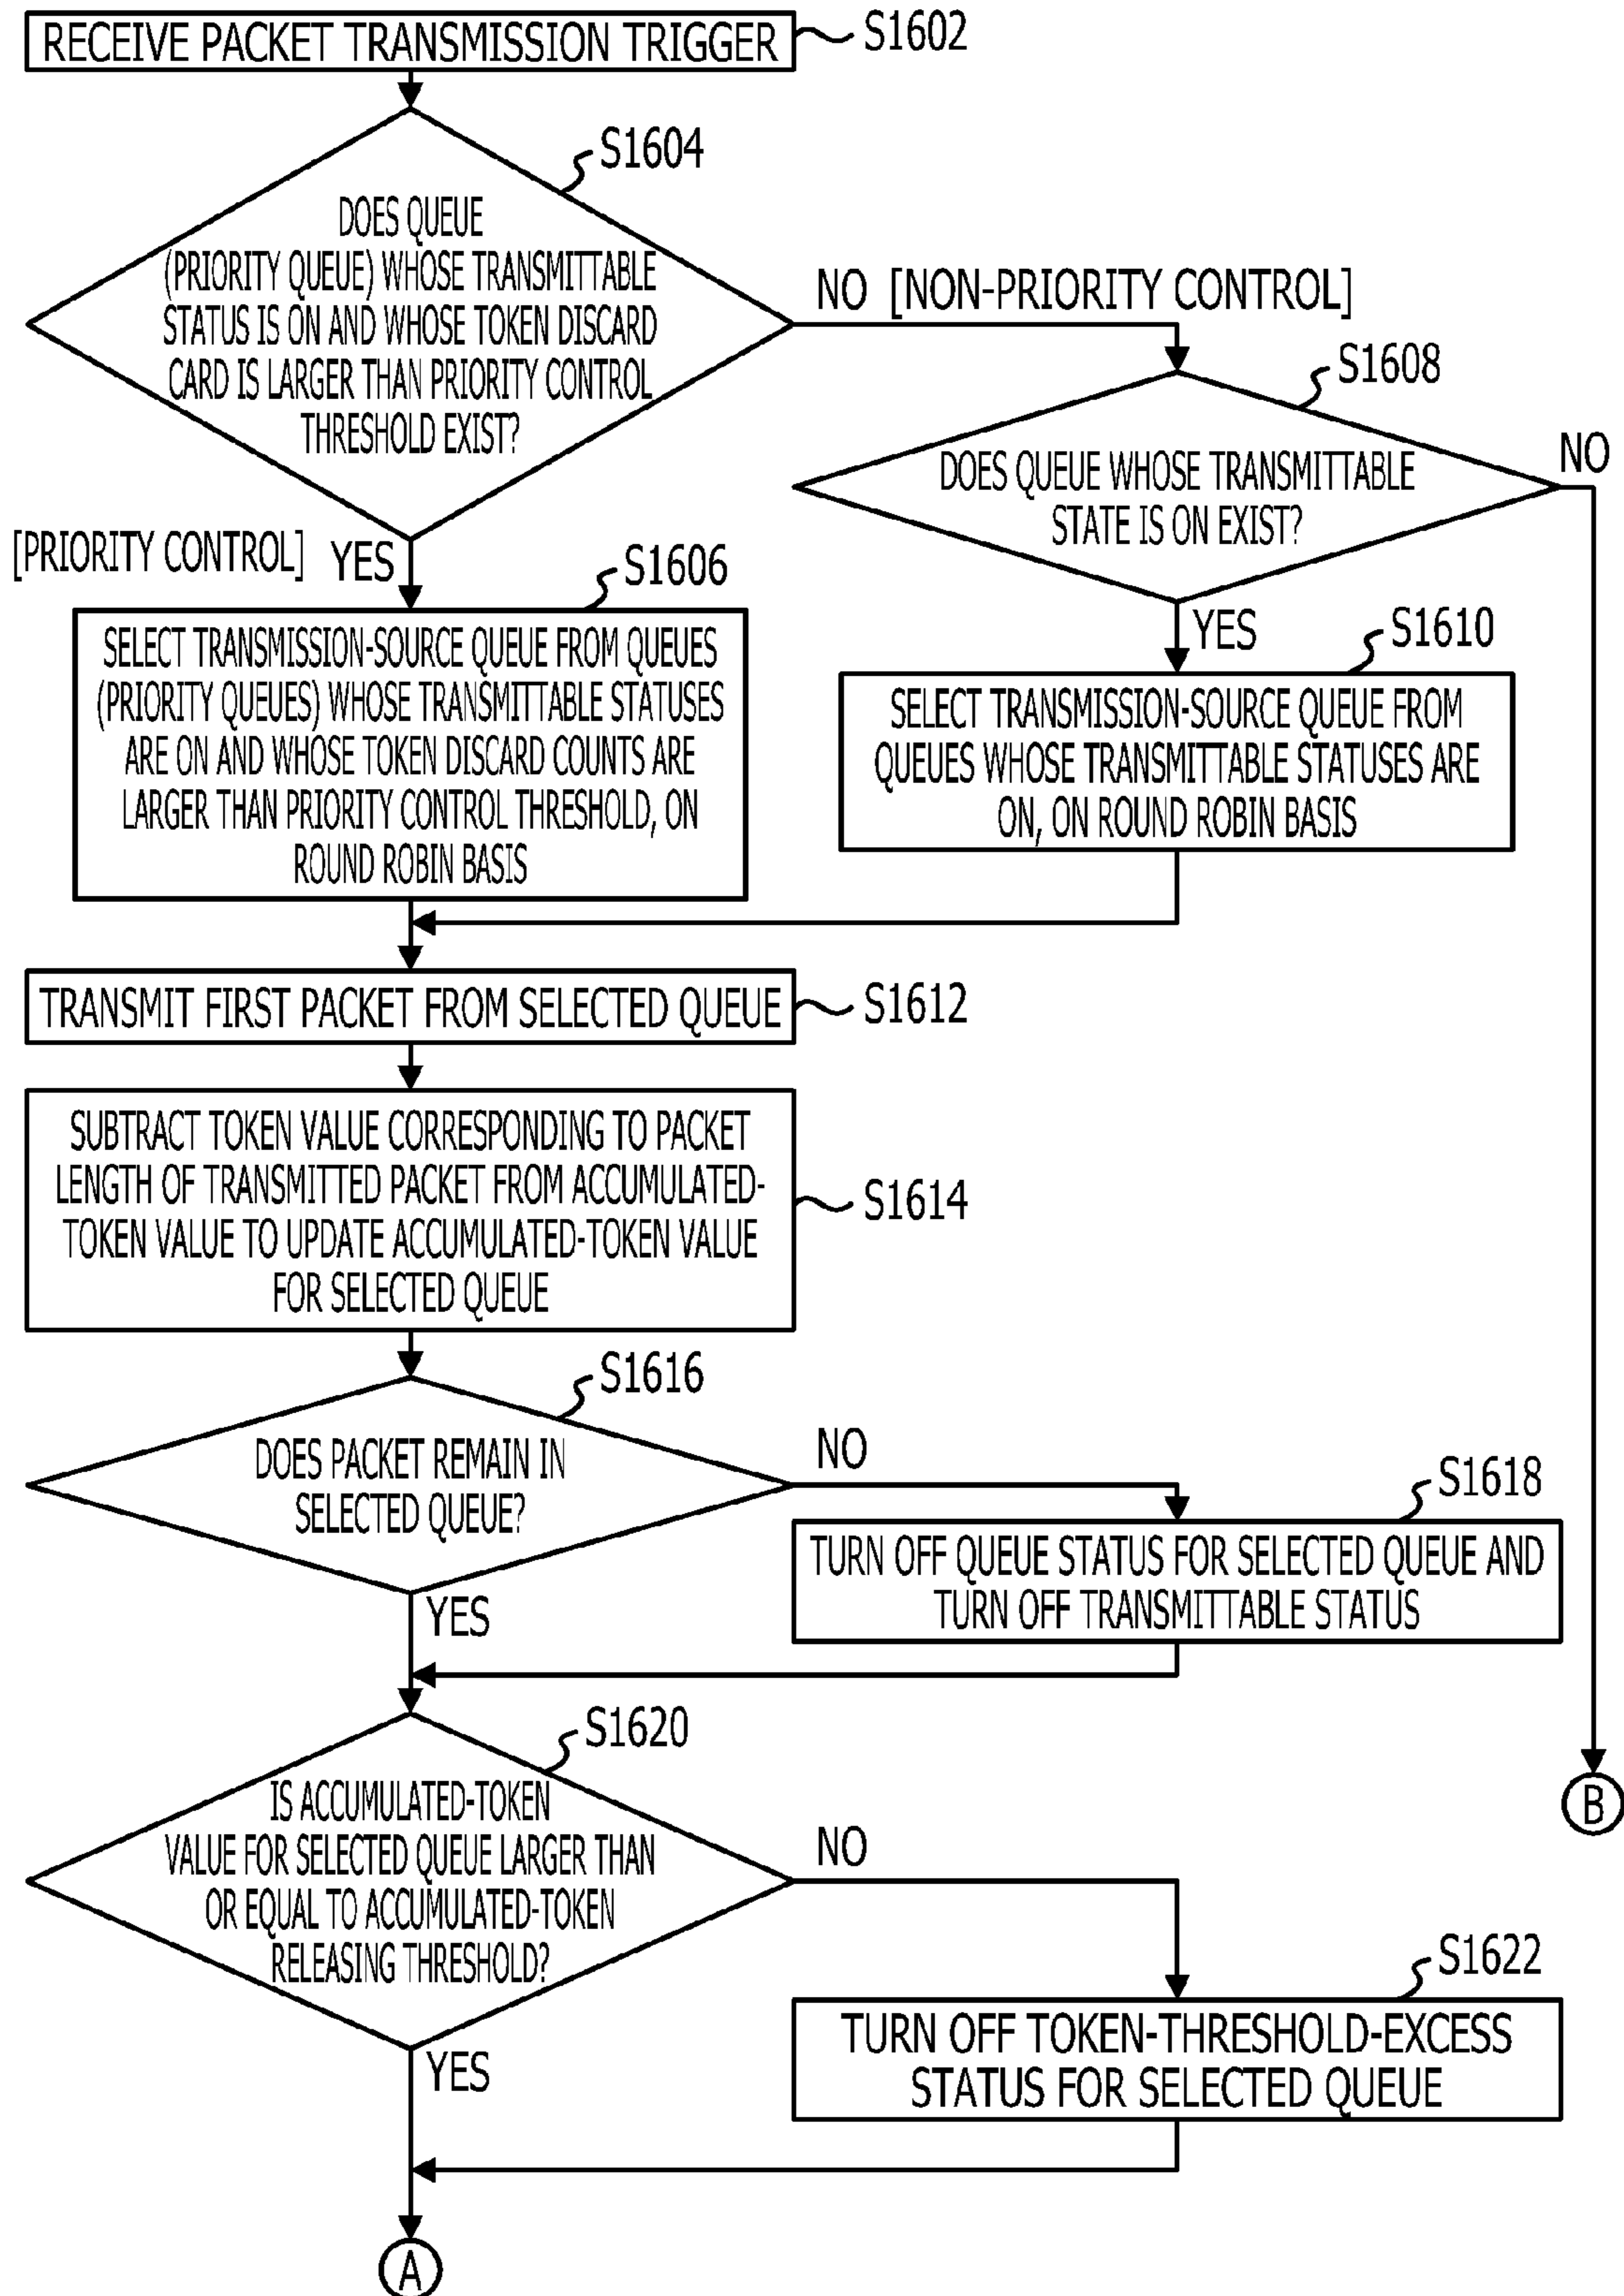 RECEIVE PACKET TRANSMISSION TRIGGER
S1602
S1604
DOES QUEUE
(PRIORITY QUEUE) WHOSE TRANSMITTABLE
STATUS IS ON AND WHOSE TOKEN DISCARD
CARD IS LARGER THAN PRIORITY CONTROL
THRESHOLD EXIST?
NO [NON-PRIORITY CONTROL]
S1608
DOES QUEUE WHOSE TRANSMITTABLE
STATE IS ON EXIST?
NO
[PRIORITY CONTROL] YES
S1606
SELECT TRANSMISSION-SOURCE QUEUE FROM QUEUES
(PRIORITY QUEUES) WHOSE TRANSMITTABLE STATUSES
ARE ON AND WHOSE TOKEN DISCARD COUNTS ARE
LARGER THAN PRIORITY CONTROL THRESHOLD, ON
ROUND ROBIN BASIS
YES
S1610
SELECT TRANSMISSION-SOURCE QUEUE FROM
QUEUES WHOSE TRANSMITTABLE STATUSES ARE
ON, ON ROUND ROBIN BASIS
TRANSMIT FIRST PACKET FROM SELECTED QUEUE
S1612
SUBTRACT TOKEN VALUE CORRESPONDING TO PACKET
LENGTH OF TRANSMITTED PACKET FROM ACCUMULATED-
TOKEN VALUE TO UPDATE ACCUMULATED-TOKEN VALUE
FOR SELECTED QUEUE
S1614
S1616
DOES PACKET REMAIN IN
SELECTED QUEUE?
NO
S1618
TURN OFF QUEUE STATUS FOR SELECTED QUEUE AND
TURN OFF TRANSMITTABLE STATUS
YES
S1620
IS ACCUMULATED-TOKEN
VALUE FOR SELECTED QUEUE LARGER THAN
OR EQUAL TO ACCUMULATED-TOKEN
RELEASING THRESHOLD?
NO
B
S1622
TURN OFF TOKEN-THRESHOLD-EXCESS
STATUS FOR SELECTED QUEUE
YES
A